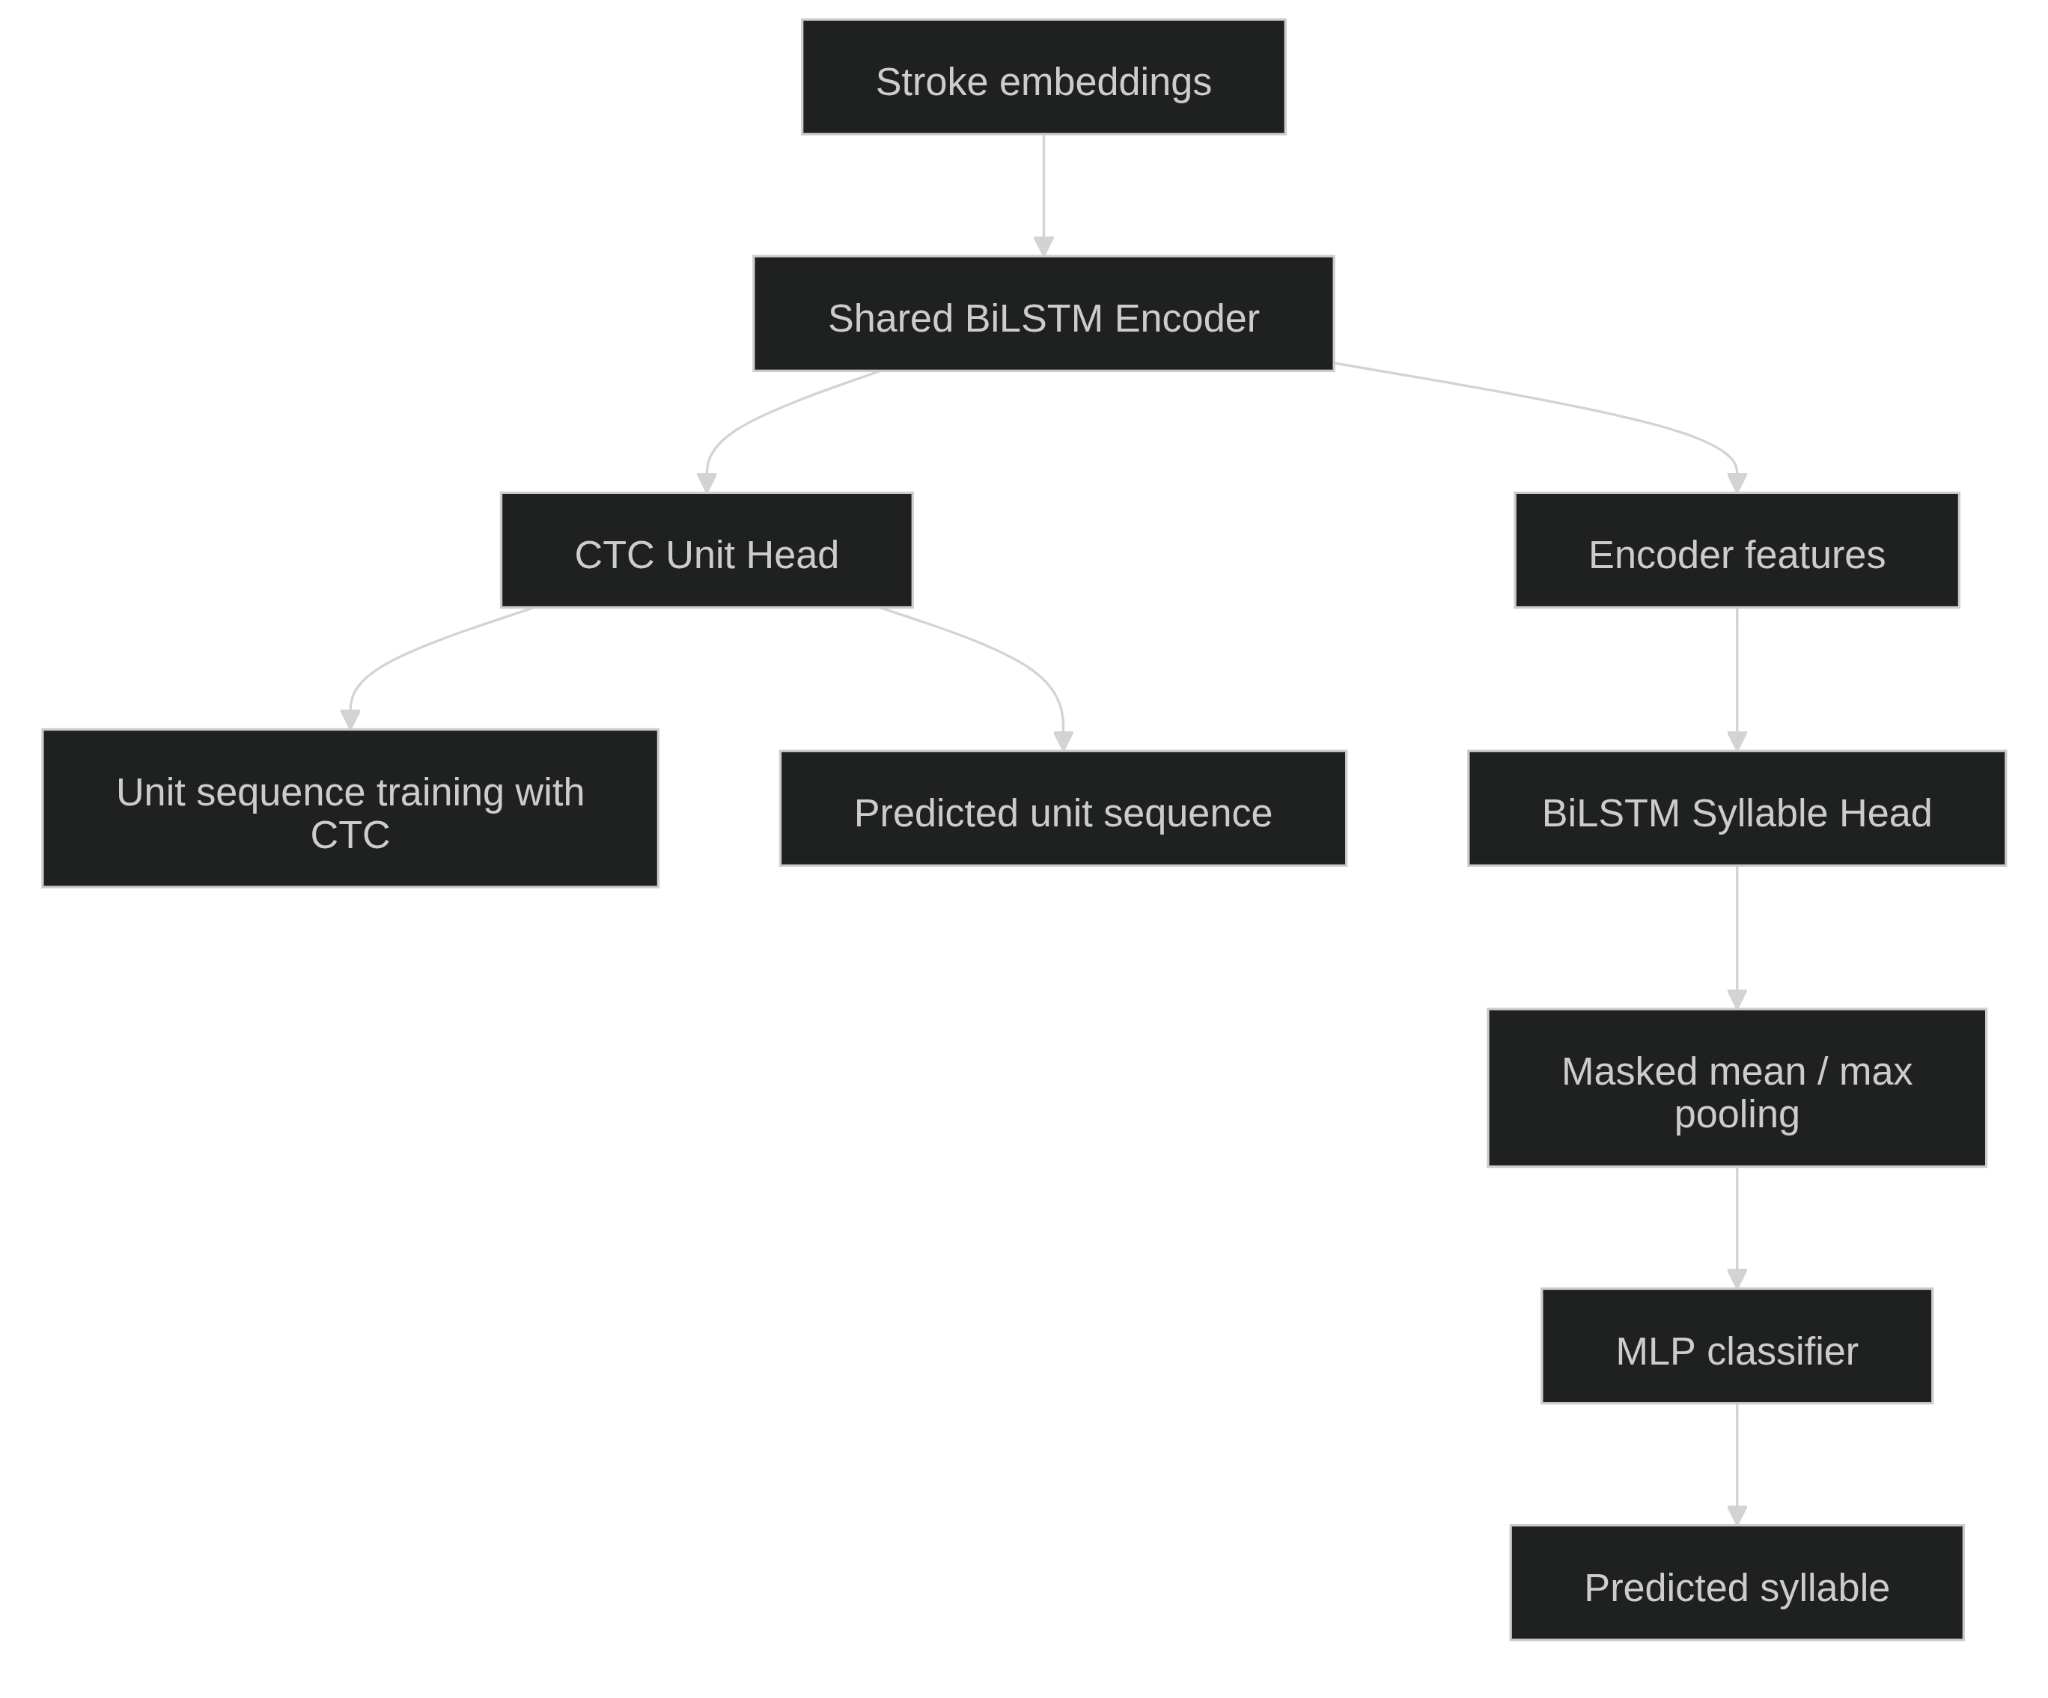 Stroke embeddings
Shared BiLSTM Encoder
CTC Unit Head
Encoder features
Unit sequence training with
CTC
Predicted unit sequence
BiLSTM Syllable Head
Masked mean / max
pooling
MLP classifier
Predicted syllable